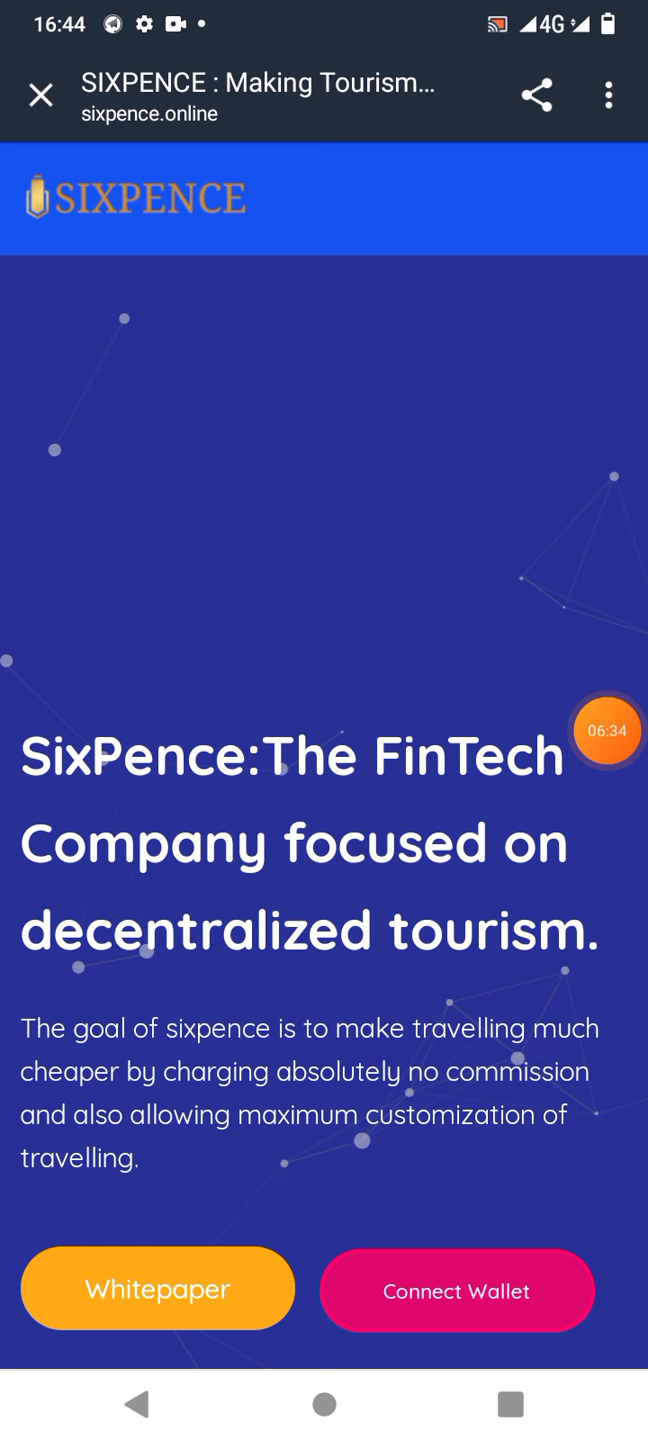 16:44
4G
SIXPENCE : Making Tourism...
sixpence.online
SIXPENCE
06:34
SixPence:The FinTech
Company focused on
decentralized tourism.
The goal of sixpence is to make travelling much
cheaper by charging absolutely no commission
and also allowing maximum customization of
travelling.
Whitepaper
Connect Wallet